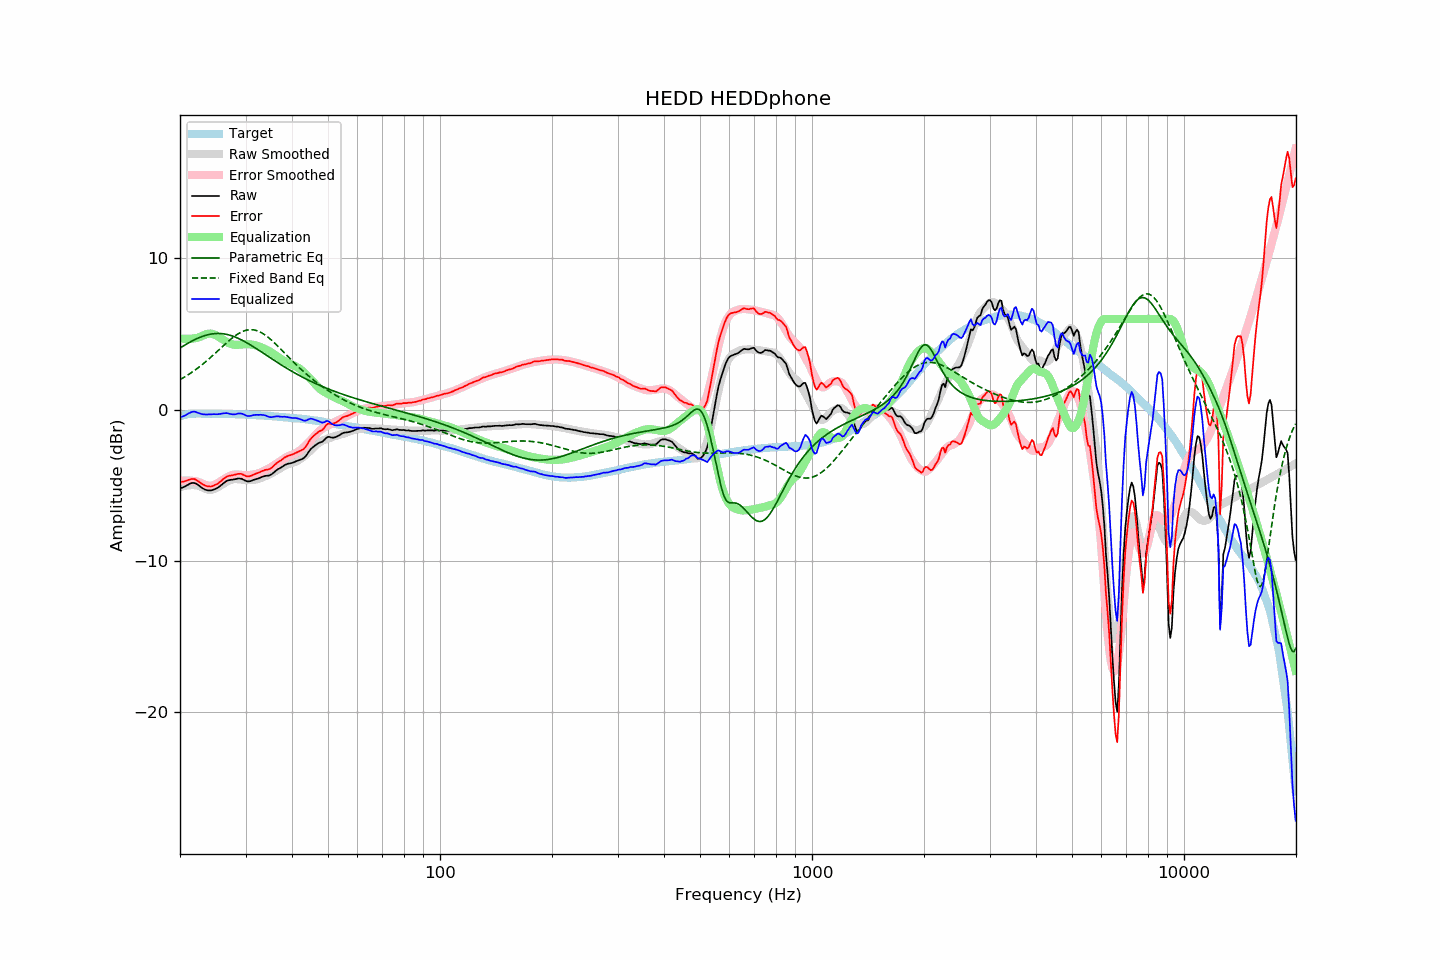 HEDD HEDDphone
Target
Raw Smoothed
Error Smoothed
Raw
Error
Equalization
Parametric Eq
Fixed Band Eq
Equalized
10
0
−10
−20
Amplitude (dBr)
100
1000
10000
Frequency (Hz)